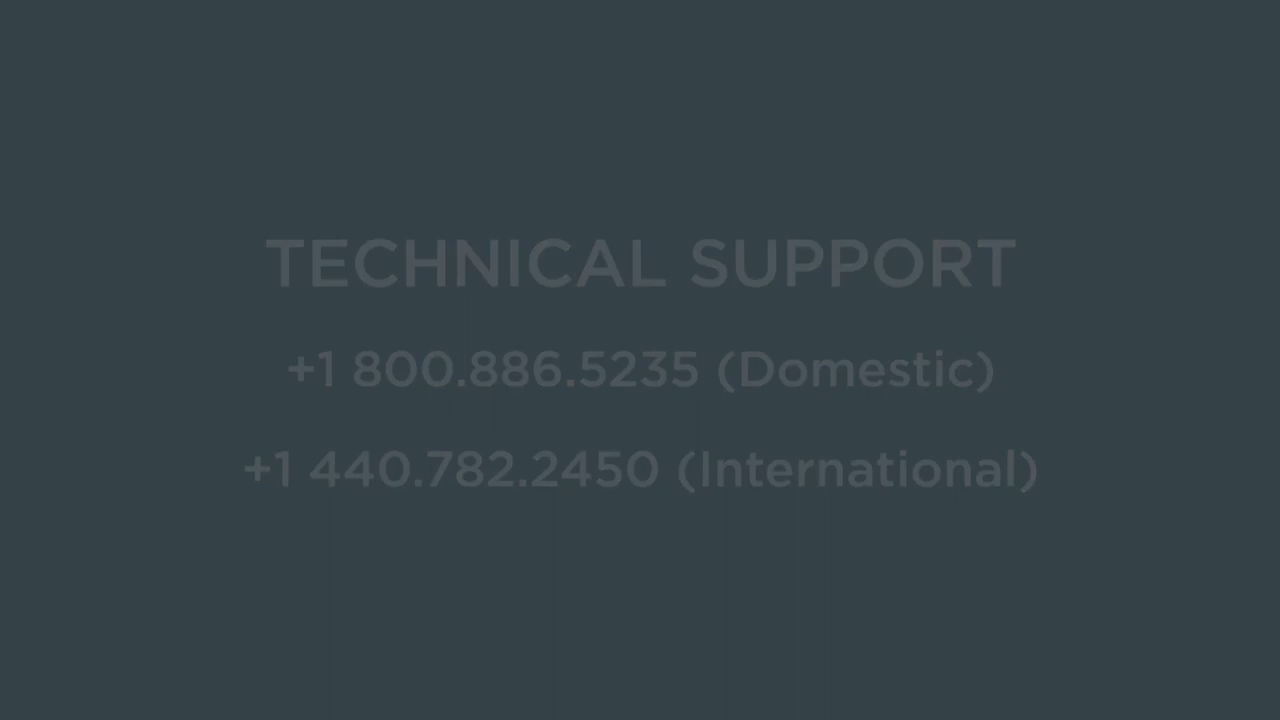 TECHNICAL SUPPORT
+1 800.886.5235 (Domestic)
+1 440.782.2450 (International)